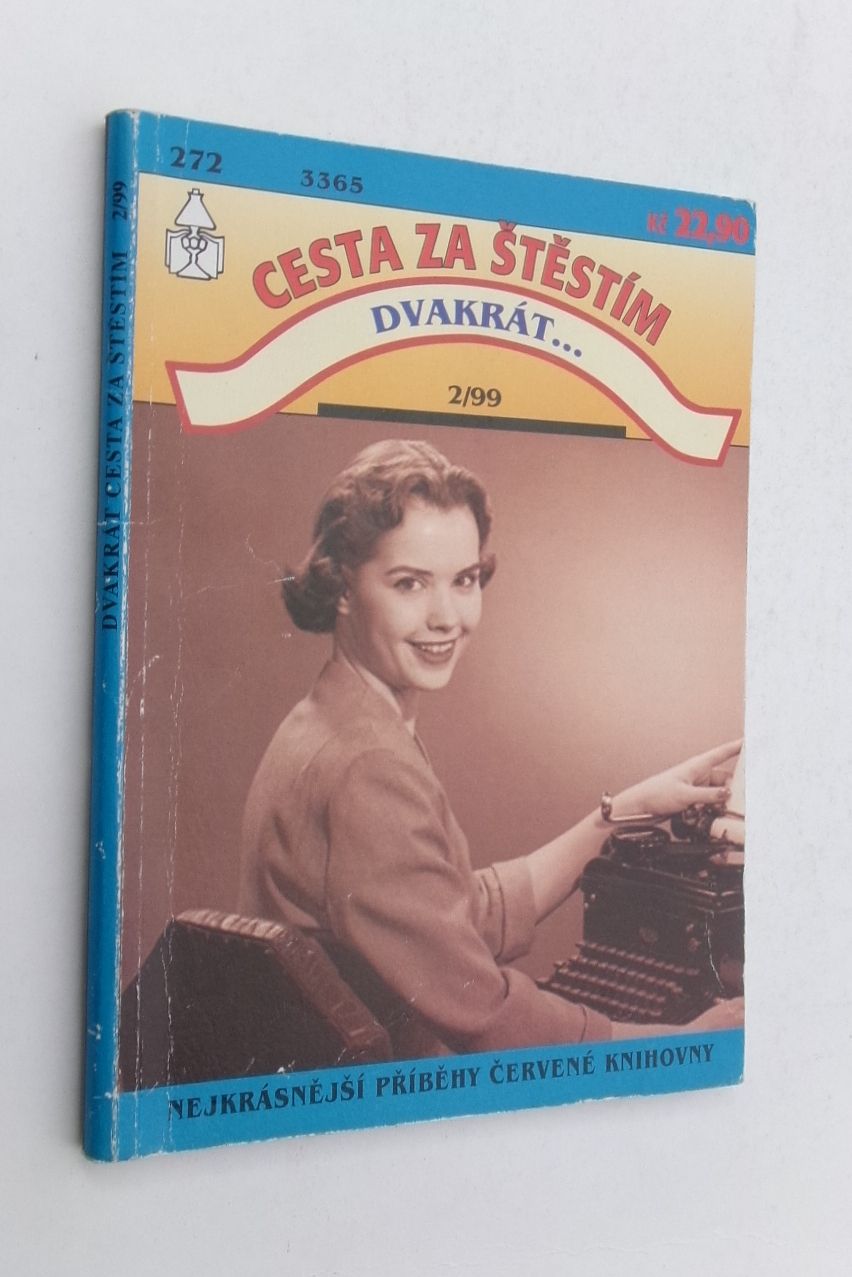 272
3365
Kč 22,90
CESTA ZA ŠTĚSTÍM
DVAKRÁT...
2/99
NEJKRÁSNĚJŠÍ PŘÍBĚHY ČERVENÉ KNIHOVNY
DVAKRÁT CESTA ZA ŠTĚSTÍM 2/99